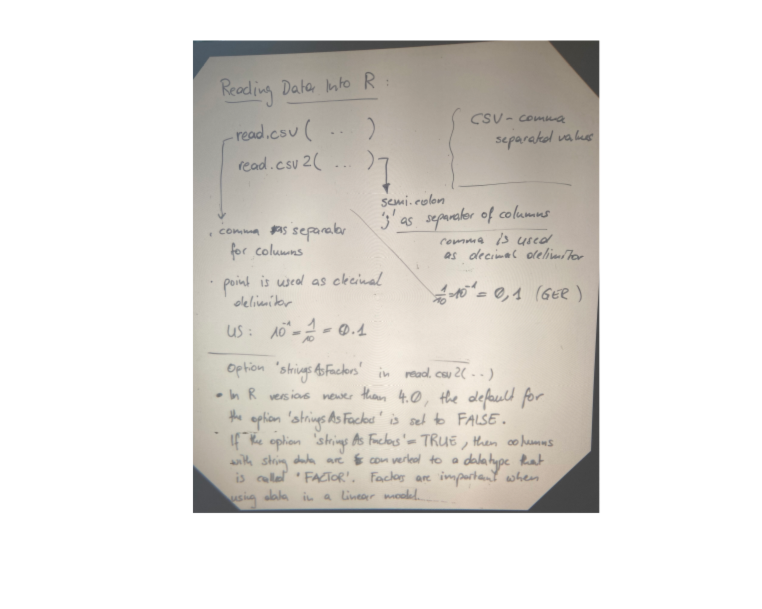 Reading Data Into R :
read.csv ( .. )
read.csv2( ... )
CSV - comma
separated values
semi.colon
';' as separator of columns
comma is used
as decimal delimitor
1/10 = 10⁻¹ = 0,1 (GER)
· comma as separator
for columns
· point is used as decimal
delimitor
US: 10⁻¹ = 1/10 = 0.1
Option 'stringsAsFactors' in read.csv2(..)
• In R versions newer than 4.0, the default for
the option 'stringsAsFactors' is set to FALSE.
· If the option 'stringsAsFactors' = TRUE, then columns
with string data are converted to a datatype that
is called 'FACTOR'. Factors are important when
using data in a linear model